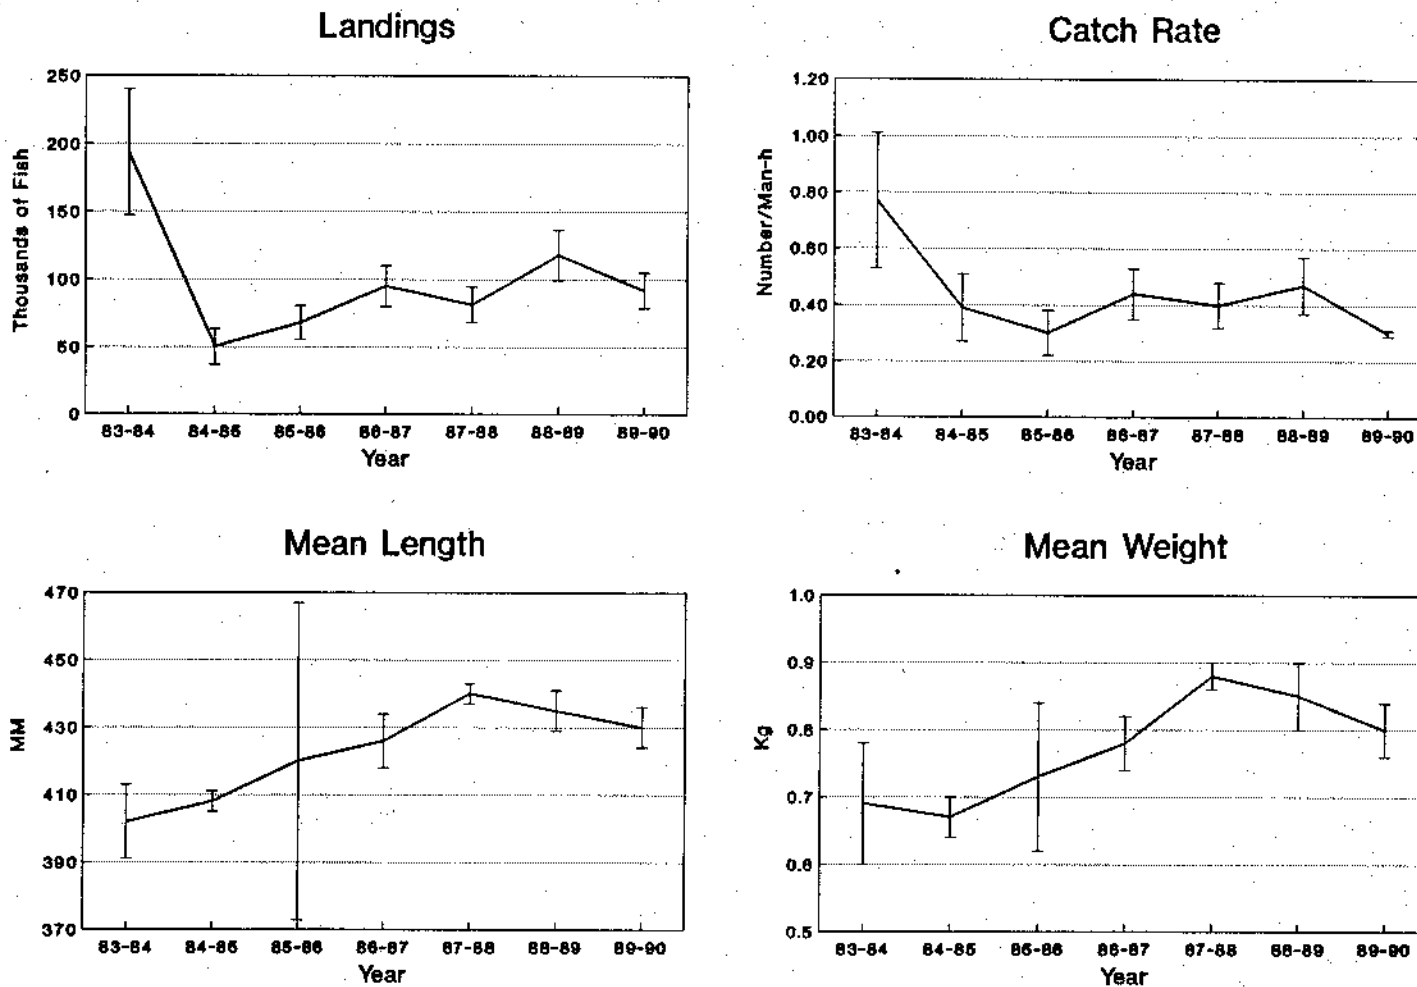 Landings
250
200
150
100
50
0
Thousands of Fish
83-84 84-85 85-86 86-87 87-88 88-89 89-90
Year
Catch Rate
1.20
1.00
0.80
0.60
0.40
0.20
0.00
Number/Man-h
83-84 84-85 85-86 86-87 87-88 88-89 89-90
Year
Mean Length
470
450
430
410
390
370
MM
83-84 84-85 85-86 86-87 87-88 88-89 89-90
Year
Mean Weight
1.0
0.9
0.8
0.7
0.6
0.5
Kg
83-84 84-85 85-86 86-87 87-88 88-89 89-90
Year